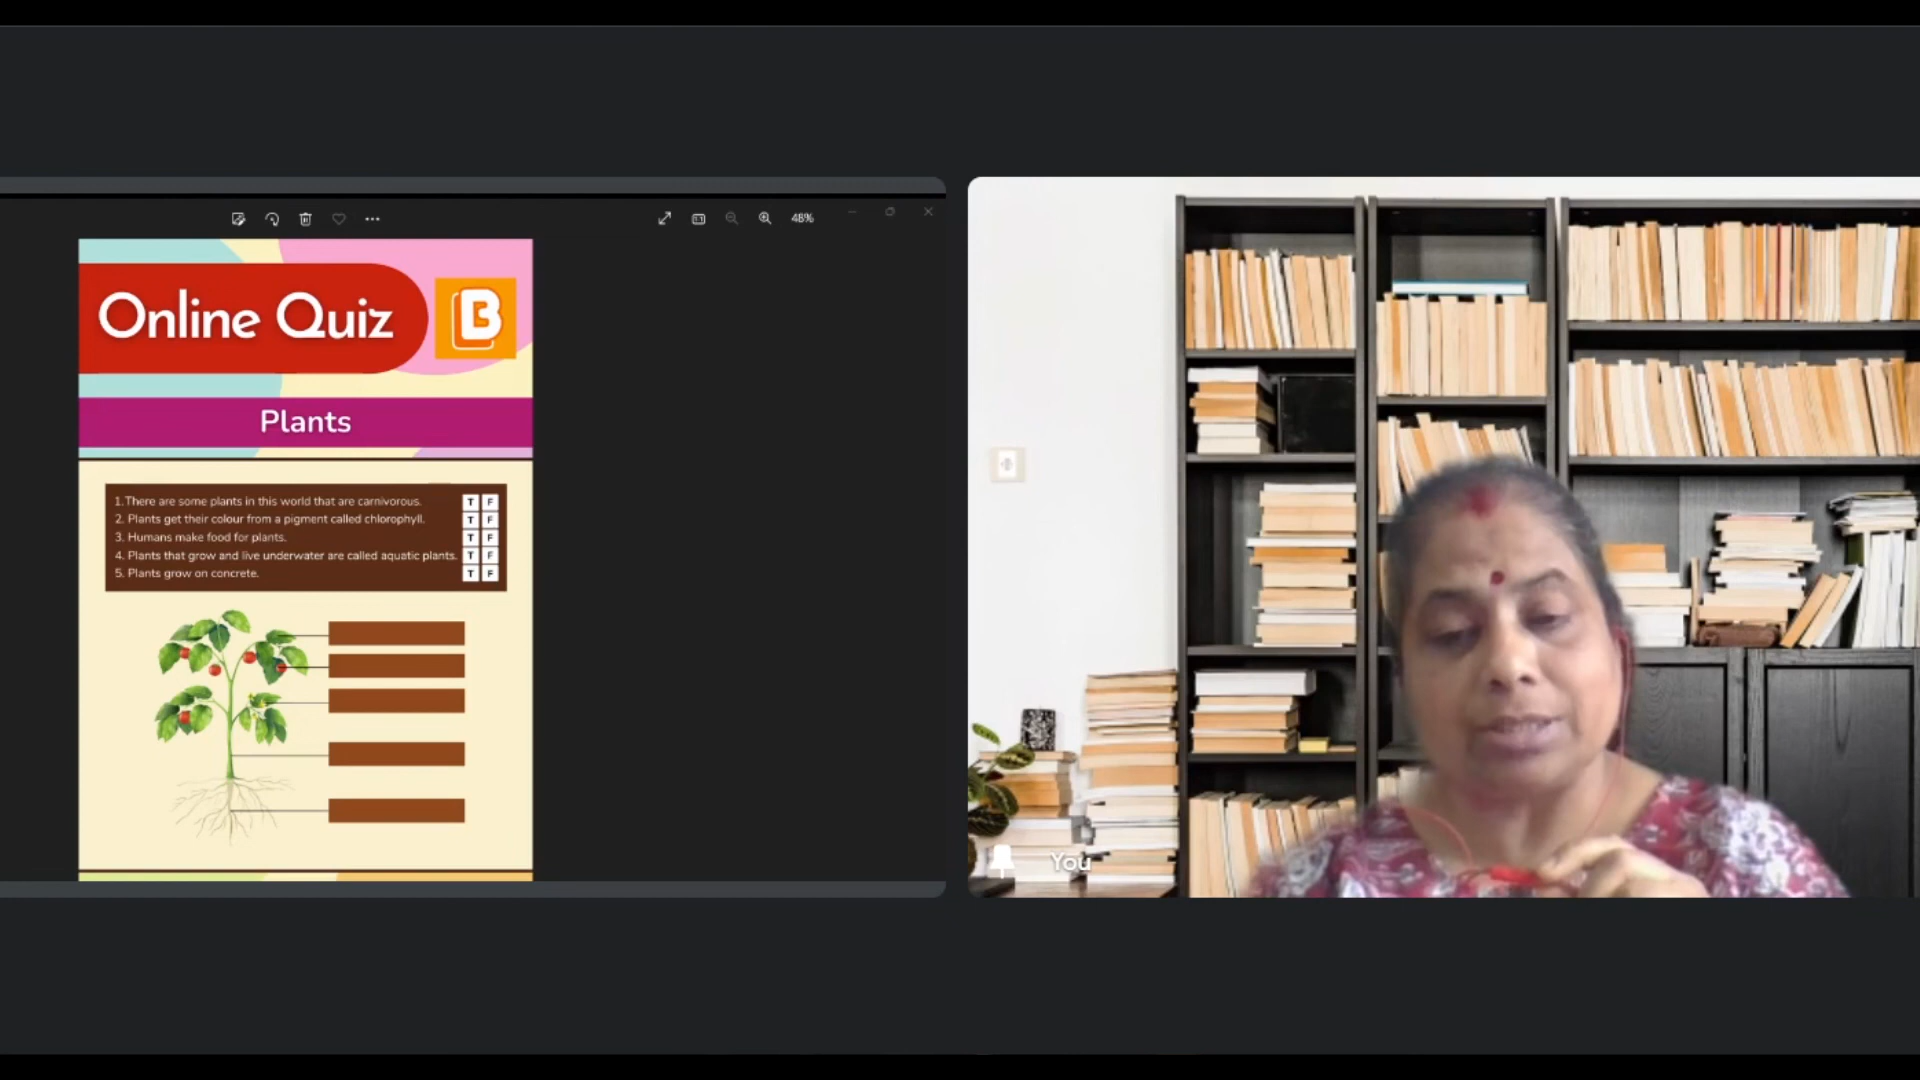 48%
Online Quiz
B
Plants
1. There are some plants in this world that are carnivorous. T F
2. Plants get their colour from a pigment called chlorophyll. T F
3. Humans make food for plants. T F
4. Plants that grow and live underwater are called aquatic plants. T F
5. Plants grow on concrete. T F
You